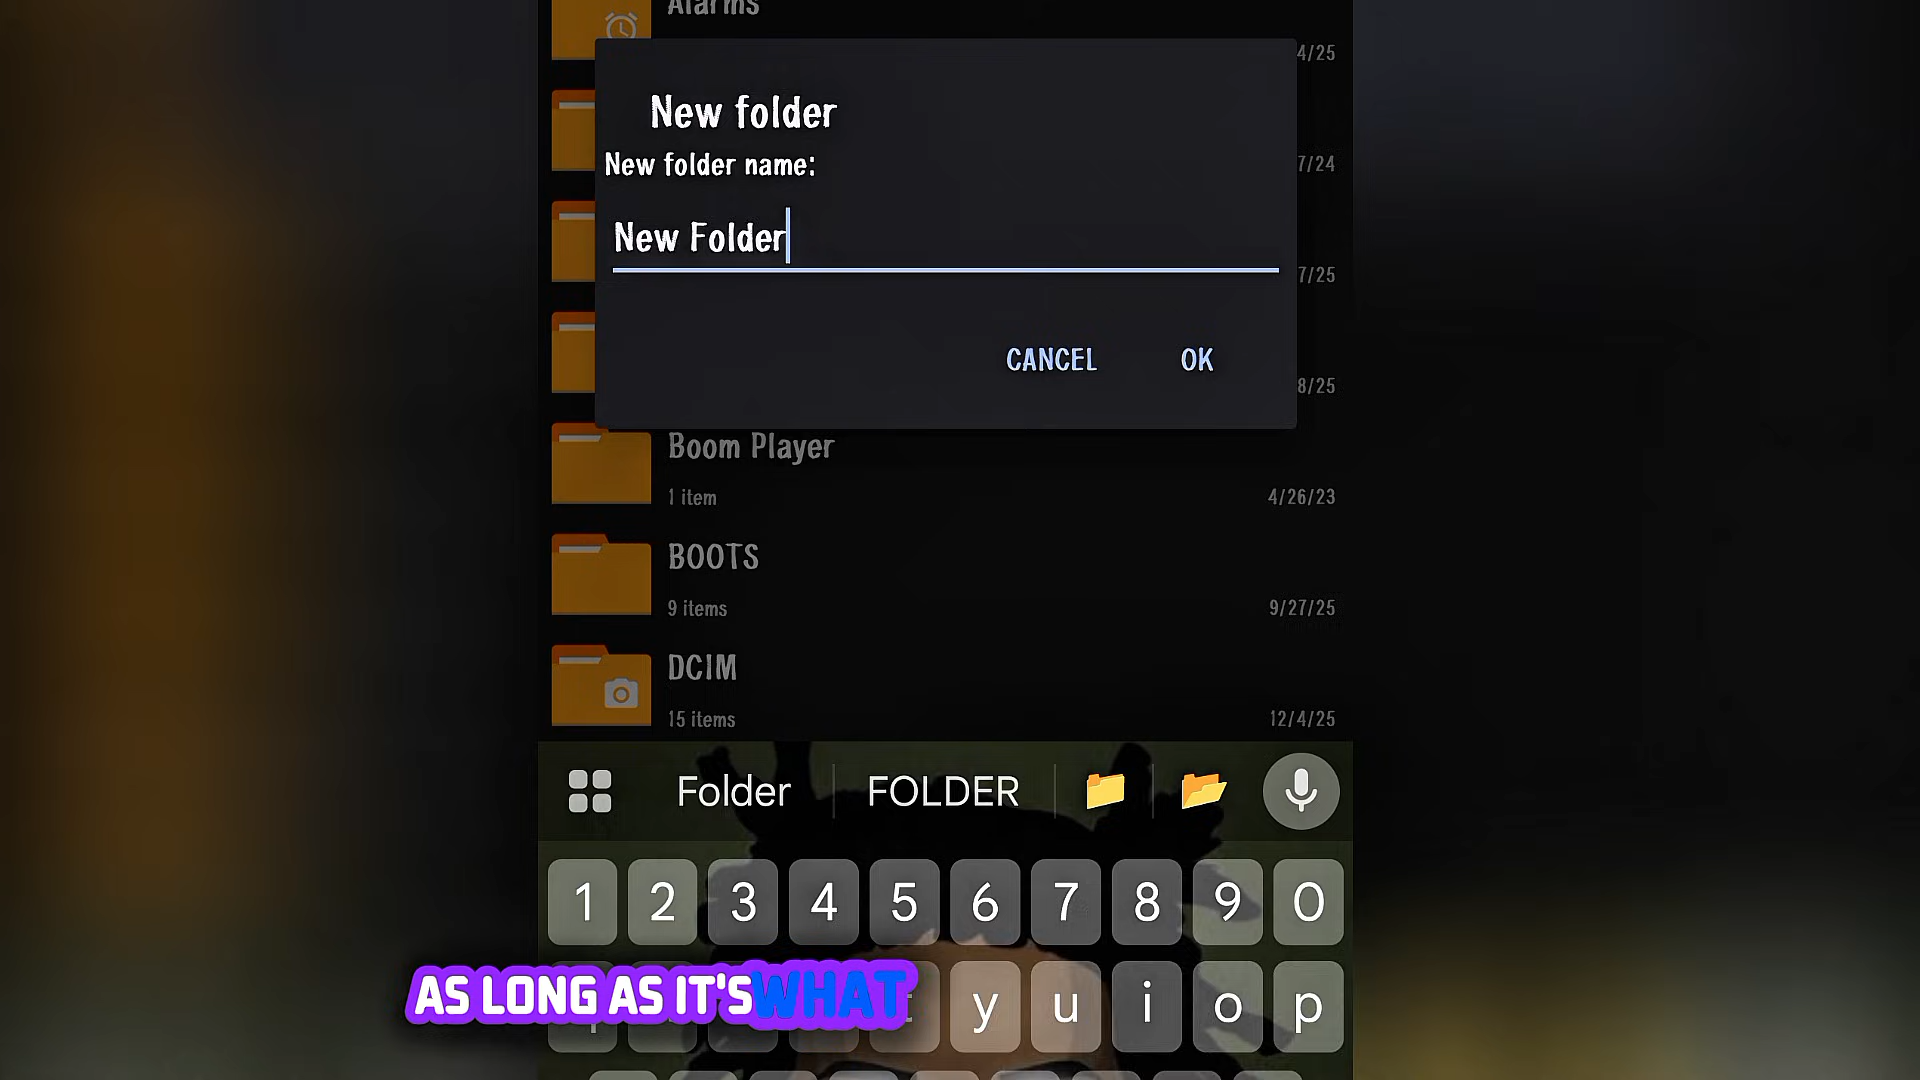 Alarms
4/25
New folder
New folder name:
7/24
New Folder
7/25
CANCEL OK
8/25
Boom Player
1 item 4/26/23
BOOTS
9 items 9/27/25
DCIM
15 items 12/4/25
Folder FOLDER
1 2 3 4 5 6 7 8 9 0
AS LONG AS IT'S WHAT
y u i o p